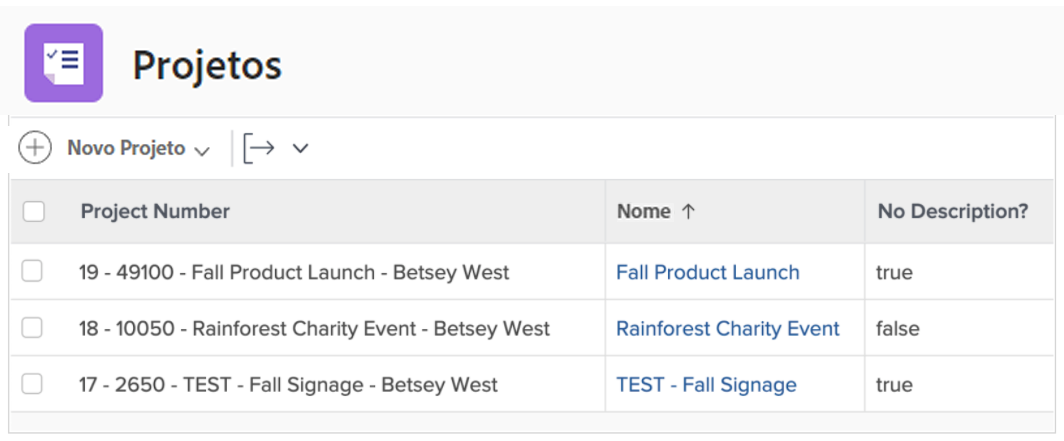 Projetos
Novo Projeto
Project Number Nome ↑ No Description?
19 - 49100 - Fall Product Launch - Betsey West Fall Product Launch true
18 - 10050 - Rainforest Charity Event - Betsey West Rainforest Charity Event false
17 - 2650 - TEST - Fall Signage - Betsey West TEST - Fall Signage true